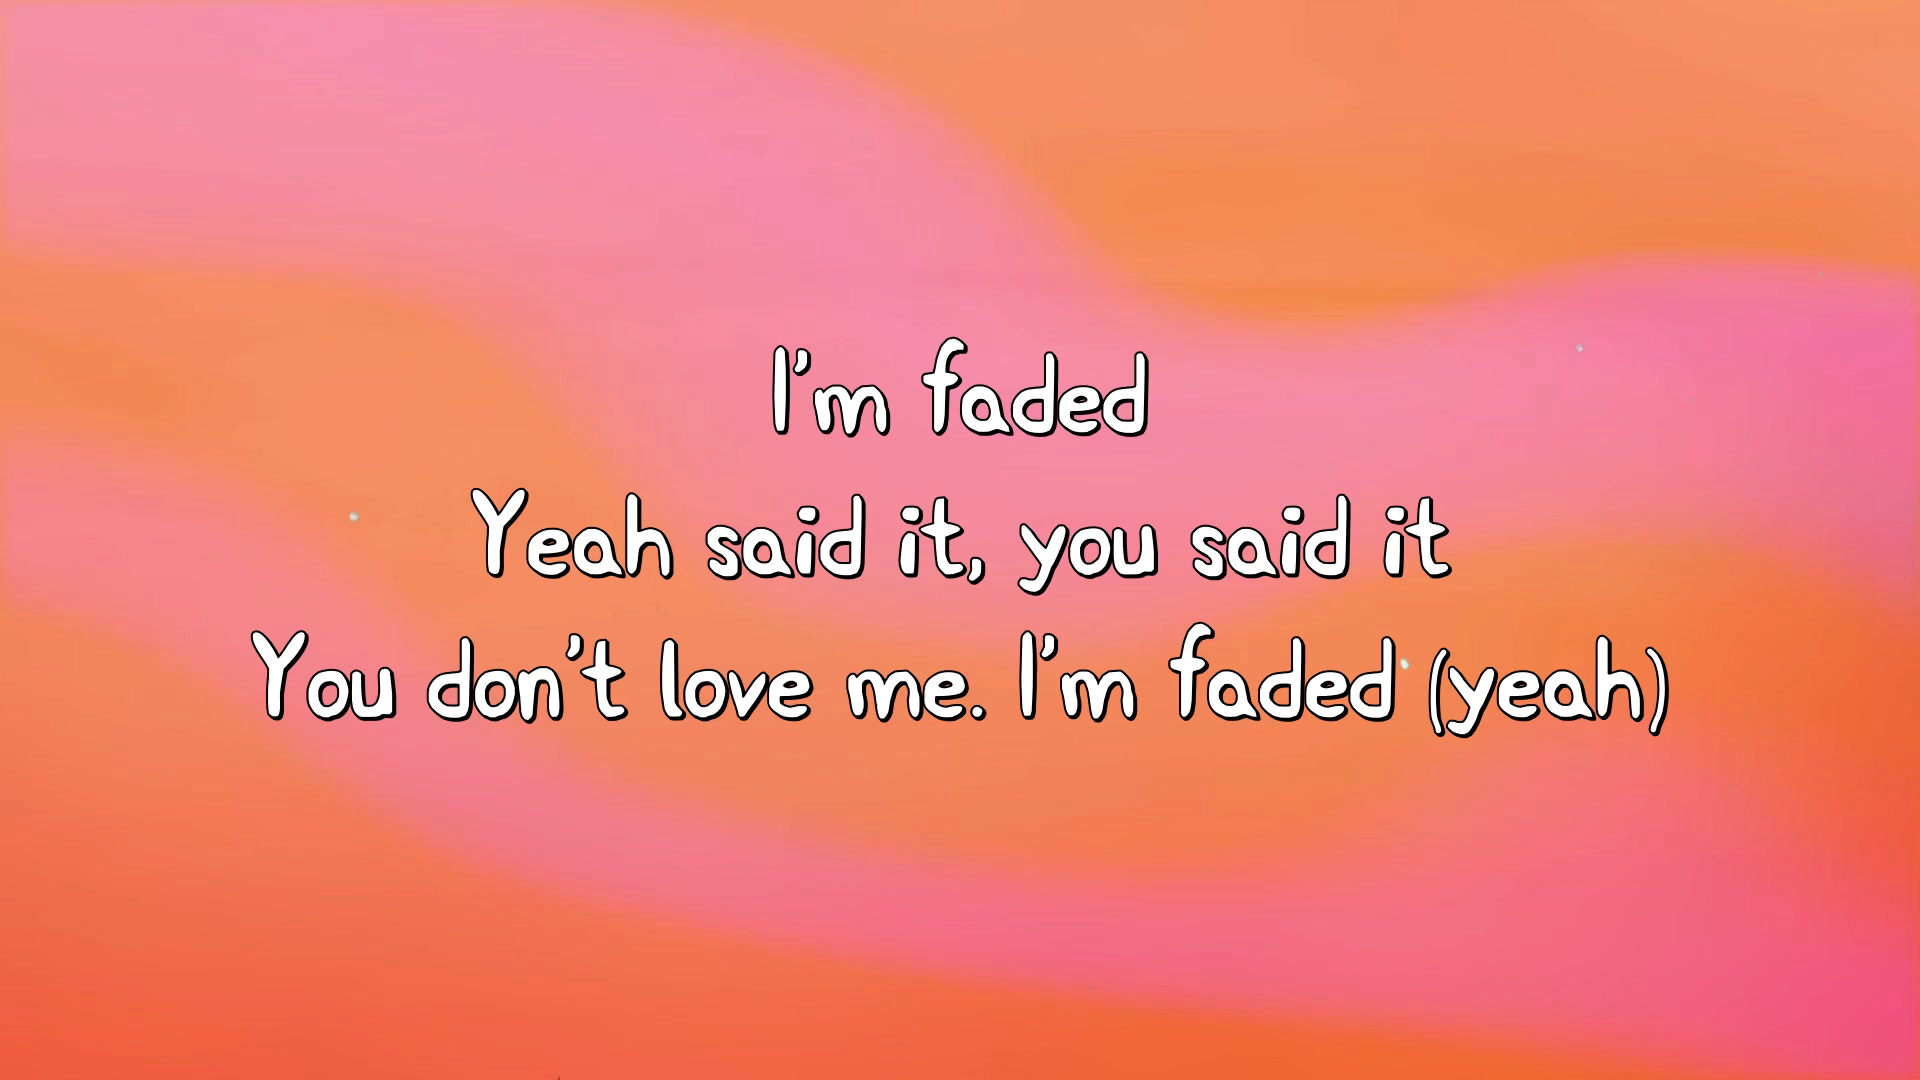 I'm faded
Yeah said it, you said it
You don't love me. I'm faded (yeah)